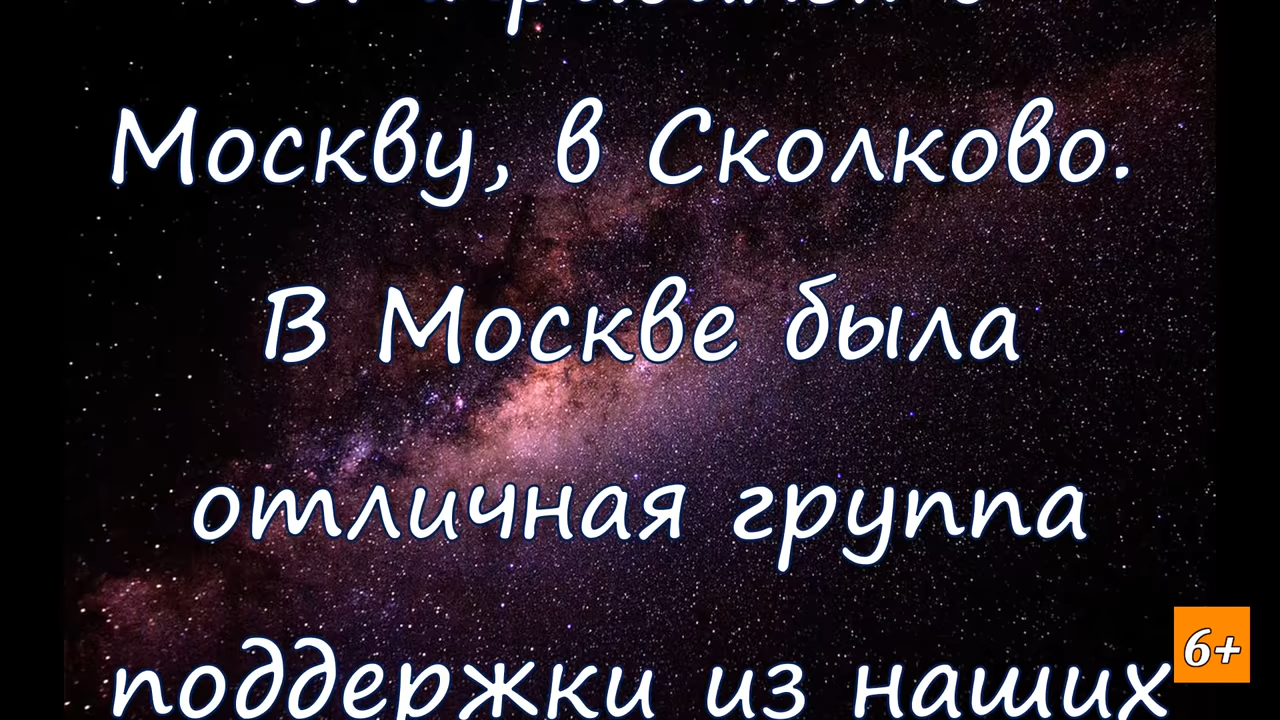 Москву, в Сколково.
В Москве была
отличная группа
поддержки из наших
6+